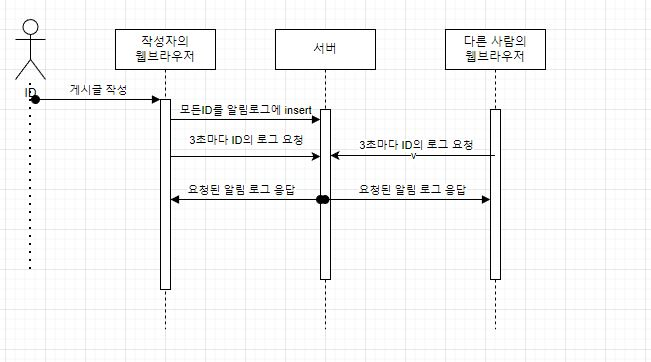 작성자의
웹브라우저
서버
다른 사람의
웹브라우저
ID
게시글 작성
모든ID를 알림로그에 insert
3초마다 ID의 로그 요청
3초마다 ID의 로그 요청
v
요청된 알림 로그 응답
요청된 알림 로그 응답